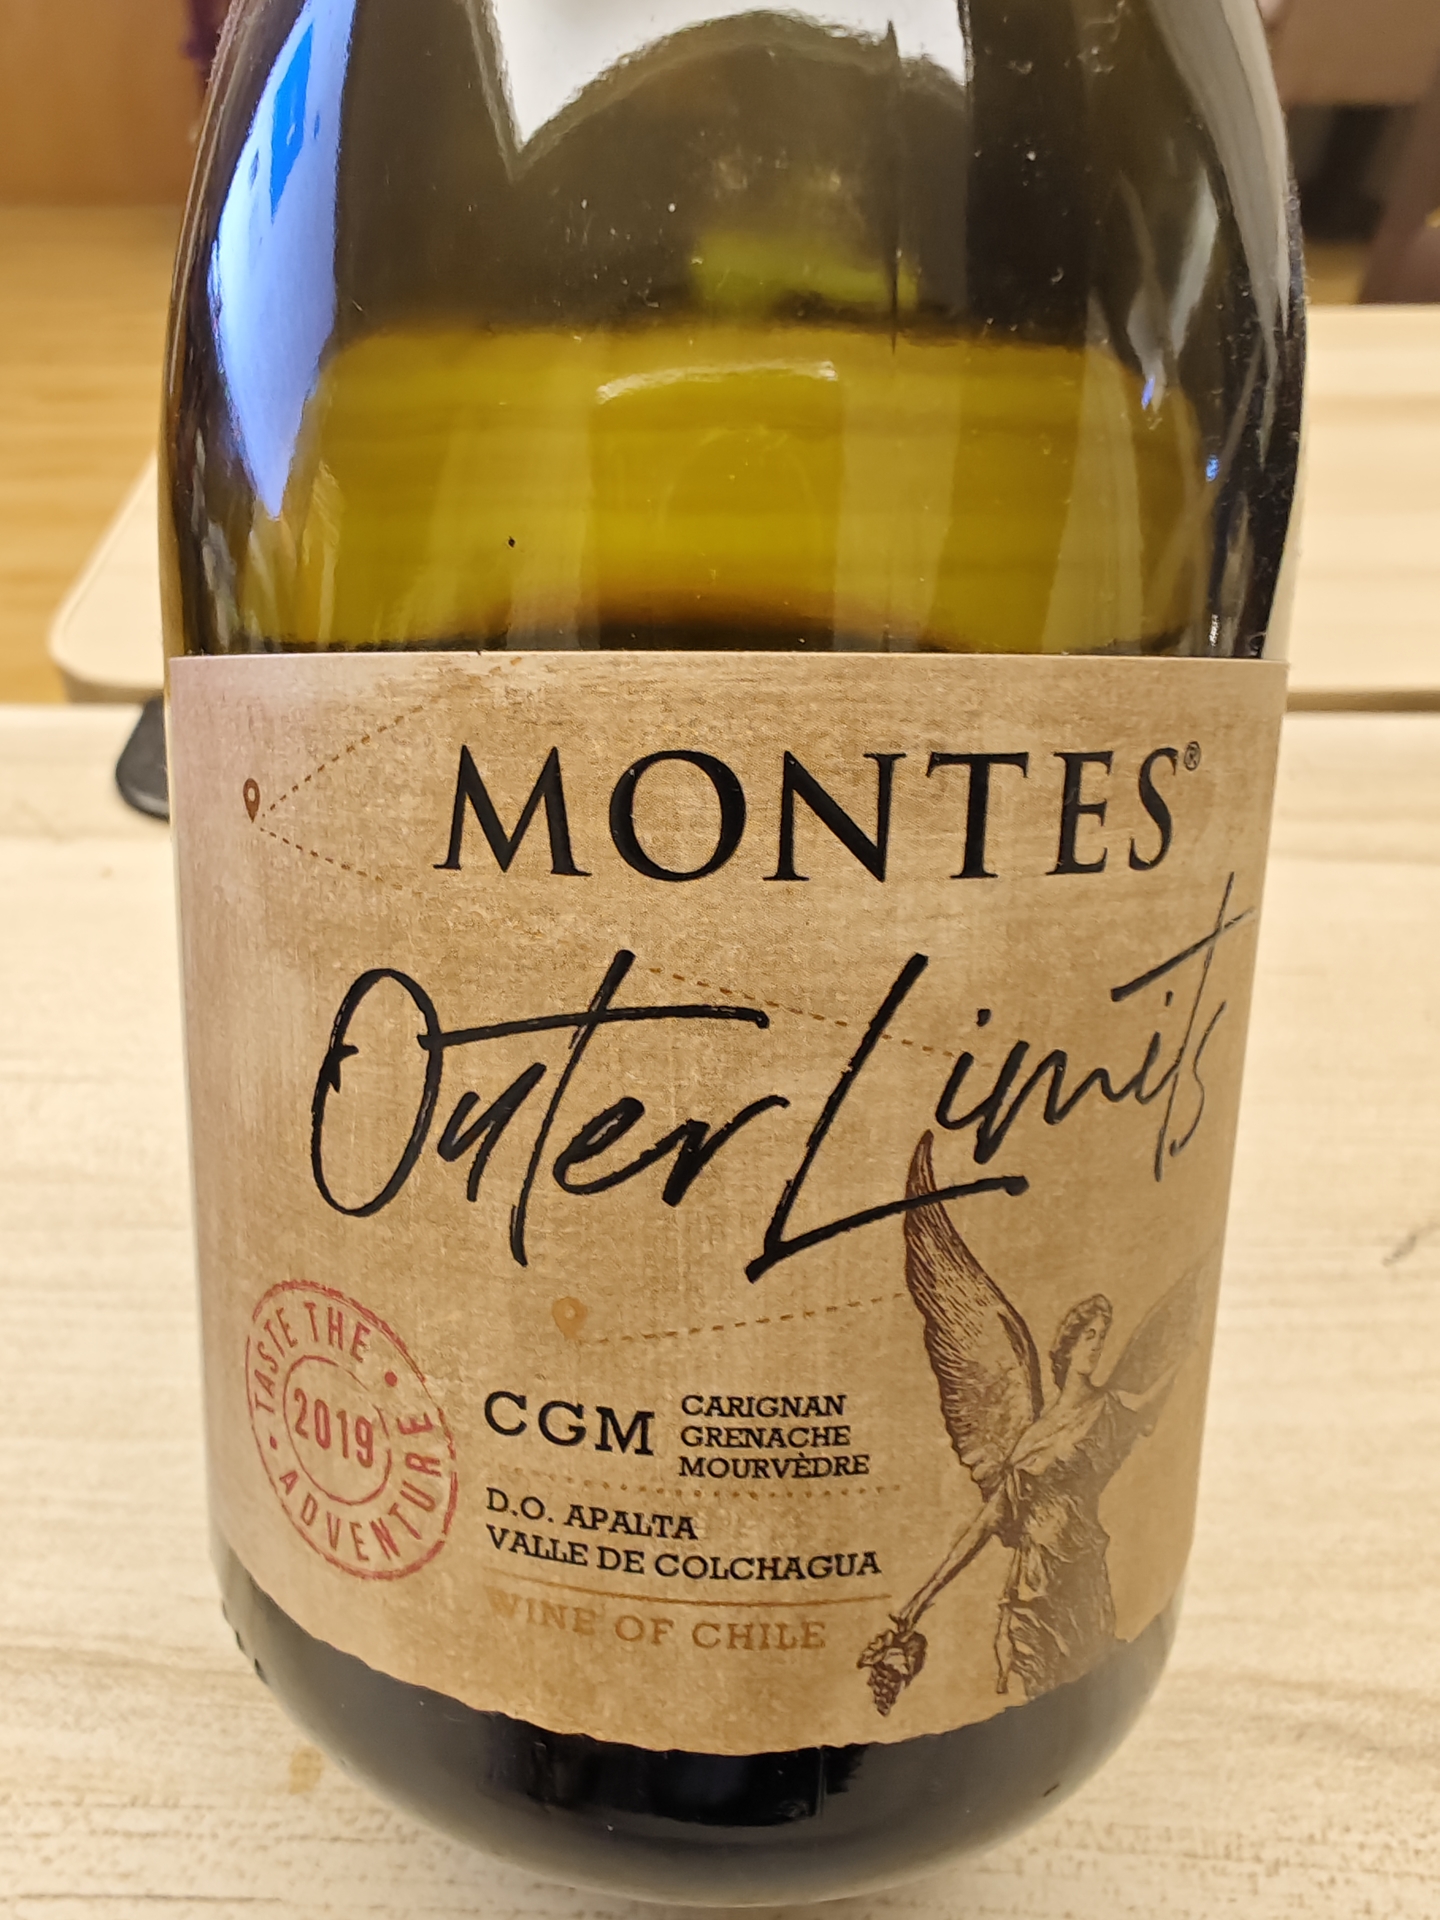 MONTES®
Outer Limits
TASTE THE
2019
ADVENTURE
CGM
CARIGNAN
GRENACHE
MOURVÈDRE
D.O. APALTA
VALLE DE COLCHAGUA
WINE OF CHILE